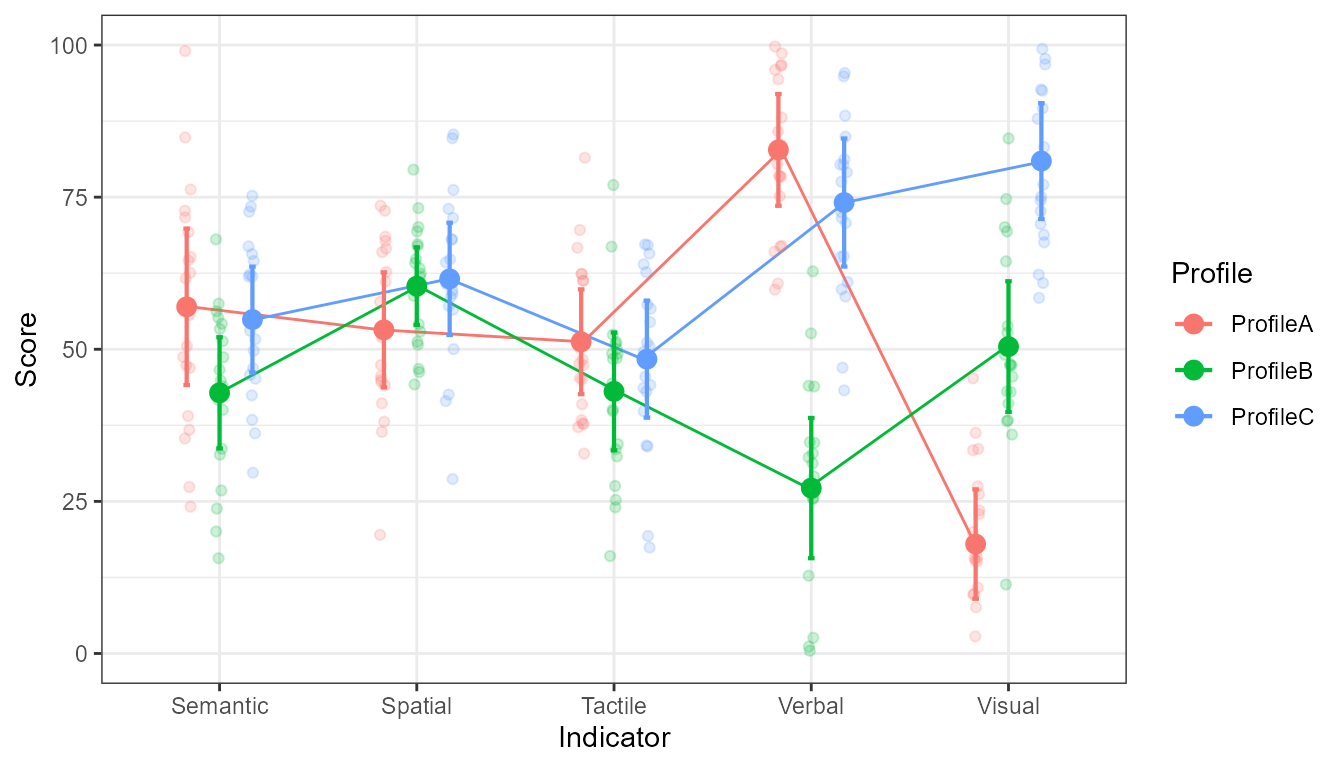 100
75
50
25
0
Score
Semantic
Spatial
Tactile
Verbal
Visual
Indicator
Profile
ProfileA
ProfileB
ProfileC